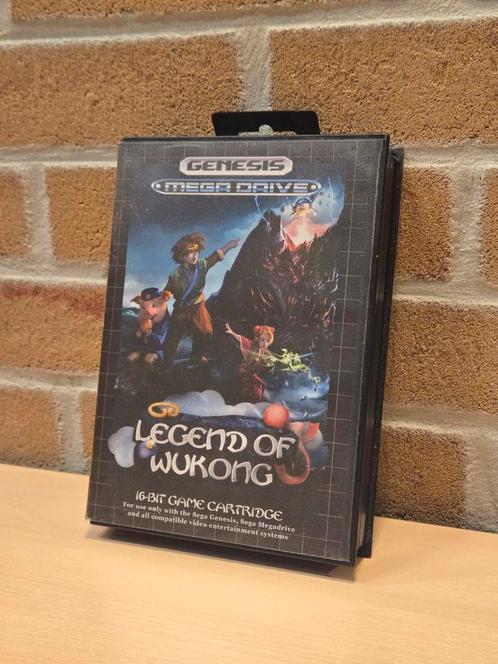 GENESIS
MEGA DRIVE
LEGEND OF
WUKONG
16-BIT GAME CARTRIDGE
For use only with the Sega Genesis, Sega Megadrive
and all compatible video entertainment systems